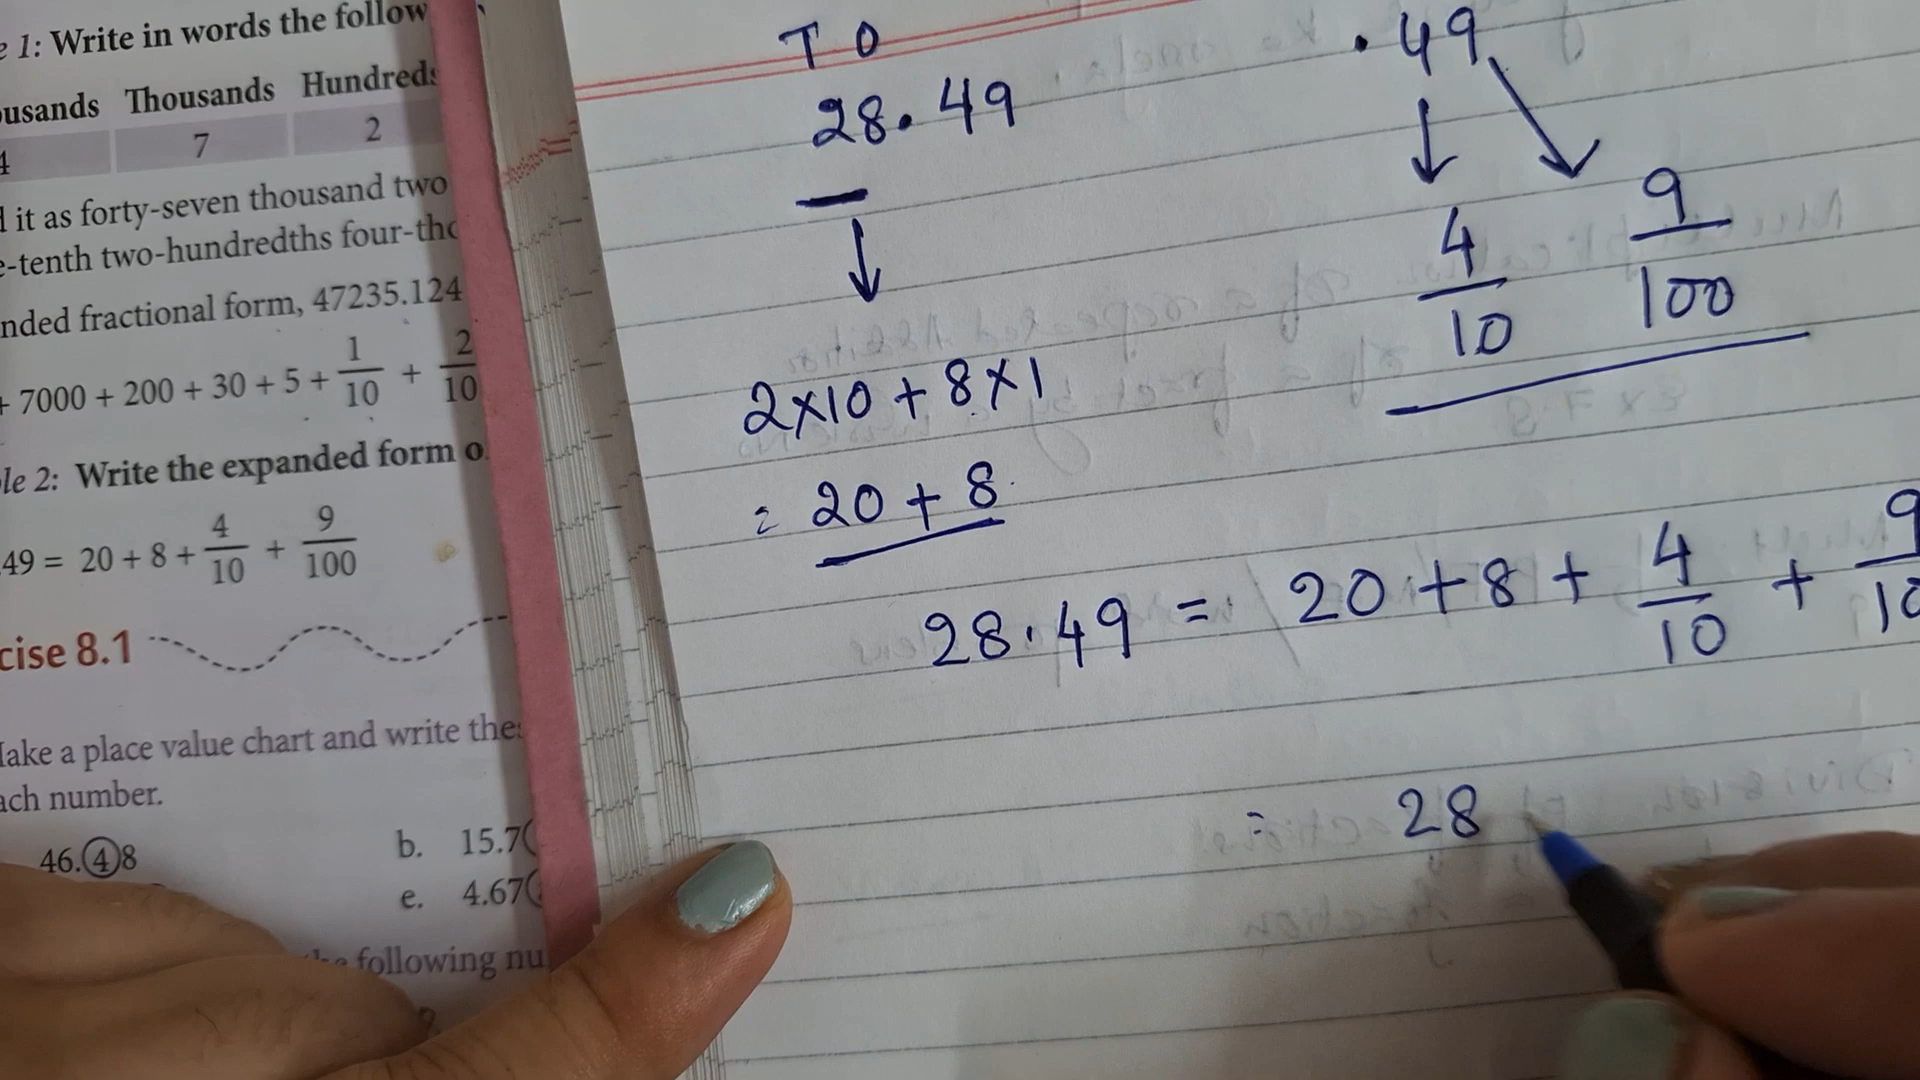 1: Write in words the follow
usands Thousands Hundreds
4 7 2
it as forty-seven thousand two
-tenth two-hundredths four-tho
nded fractional form, 47235.124
+ 7000 + 200 + 30 + 5 + 1/10 + 2/10
le 2: Write the expanded form o
49 = 20 + 8 + 4/10 + 9/100
cise 8.1
ake a place value chart and write the
ach number.
46.48
b. 15.7
e. 4.67
following nu
T O
28.49
2×10 + 8×1
= 20 + 8
.49
4/10 9/100
28.49 = 20 + 8 + 4/10 + 9/10
= 28